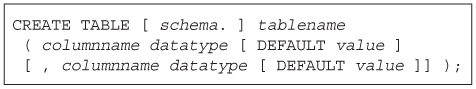 CREATE TABLE [ schema. ] tablename
( columnname datatype [ DEFAULT value ]
[ , columnname datatype [ DEFAULT value ]] );